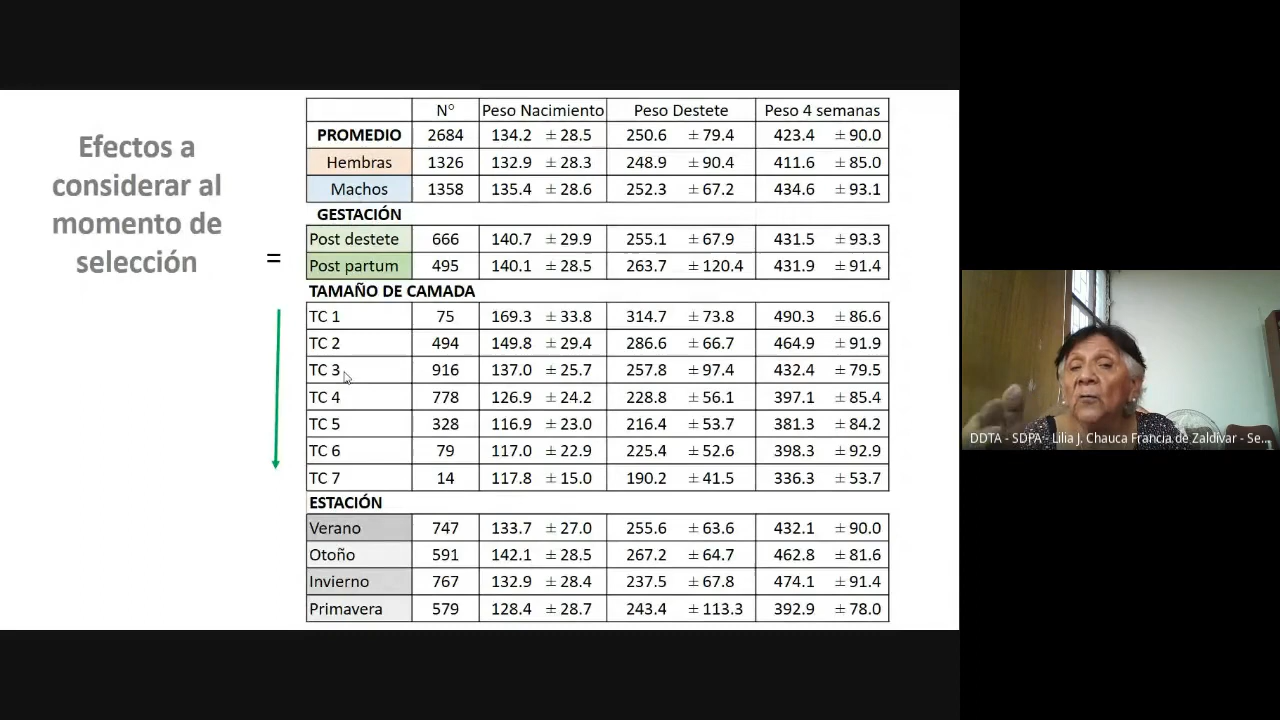 Efectos a
considerar al
momento de
selección
=
N° Peso Nacimiento Peso Destete Peso 4 semanas
PROMEDIO 2684 134.2 ± 28.5 250.6 ± 79.4 423.4 ± 90.0
Hembras 1326 132.9 ± 28.3 248.9 ± 90.4 411.6 ± 85.0
Machos 1358 135.4 ± 28.6 252.3 ± 67.2 434.6 ± 93.1
GESTACIÓN
Post destete 666 140.7 ± 29.9 255.1 ± 67.9 431.5 ± 93.3
Post partum 495 140.1 ± 28.5 263.7 ± 120.4 431.9 ± 91.4
TAMAÑO DE CAMADA
TC 1 75 169.3 ± 33.8 314.7 ± 73.8 490.3 ± 86.6
TC 2 494 149.8 ± 29.4 286.6 ± 66.7 464.9 ± 91.9
TC 3 916 137.0 ± 25.7 257.8 ± 97.4 432.4 ± 79.5
TC 4 778 126.9 ± 24.2 228.8 ± 56.1 397.1 ± 85.4
TC 5 328 116.9 ± 23.0 216.4 ± 53.7 381.3 ± 84.2
TC 6 79 117.0 ± 22.9 225.4 ± 52.6 398.3 ± 92.9
TC 7 14 117.8 ± 15.0 190.2 ± 41.5 336.3 ± 53.7
ESTACIÓN
Verano 747 133.7 ± 27.0 255.6 ± 63.6 432.1 ± 90.0
Otoño 591 142.1 ± 28.5 267.2 ± 64.7 462.8 ± 81.6
Invierno 767 132.9 ± 28.4 237.5 ± 67.8 474.1 ± 91.4
Primavera 579 128.4 ± 28.7 243.4 ± 113.3 392.9 ± 78.0
DDTA - SDPA - Lilia J. Chauca Francia de Zaldívar - Se...